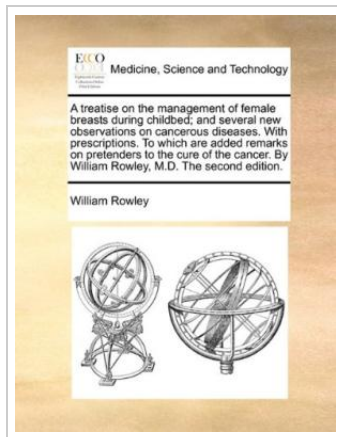 ECCO
Medicine, Science and Technology
A treatise on the management of female
breasts during childbed; and several new
observations on cancerous diseases. With
prescriptions. To which are added remarks
on pretenders to the cure of the cancer. By
William Rowley, M.D. The second edition.
William Rowley